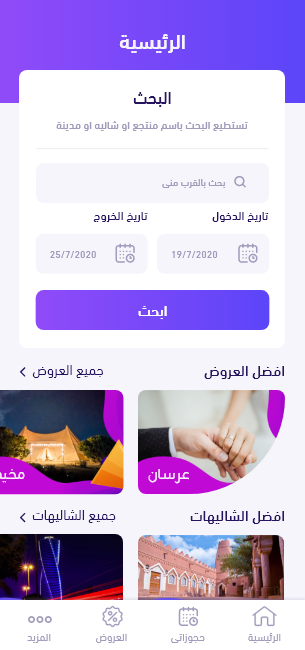 الرئيسية
البحث
تستطيع البحث باسم منتجع او شاليه او مدينة
بحث بالقرب منى
تاريخ الدخول
تاريخ الخروج
19/7/2020
25/7/2020
ابحث
افضل العروض
جميع العروض
عرسان
افضل الشاليهات
جميع الشاليهات
الرئيسية
حجوزاتى
العروض
المزيد